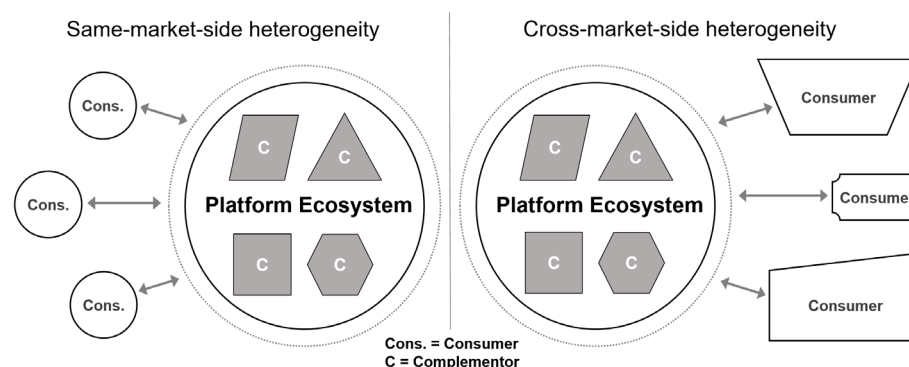 Same-market-side heterogeneity
Cons.
Cons.
Cons.
C
C
Platform Ecosystem
C
C
Cross-market-side heterogeneity
C
C
Platform Ecosystem
C
C
Consumer
Consume
Consumer
Cons. = Consumer
C = Complementor